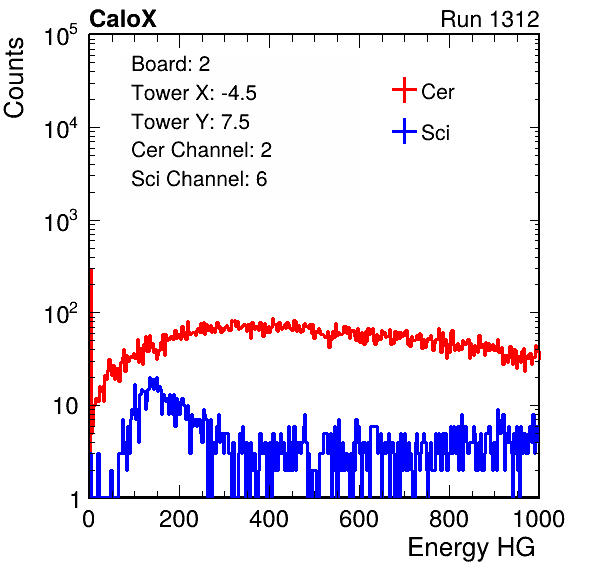 CaloX Run 1312
Counts
10^5
10^4
10^3
10^2
10
1
Board: 2
Tower X: -4.5
Tower Y: 7.5
Cer Channel: 2
Sci Channel: 6
Cer
Sci
0 200 400 600 800 1000
Energy HG